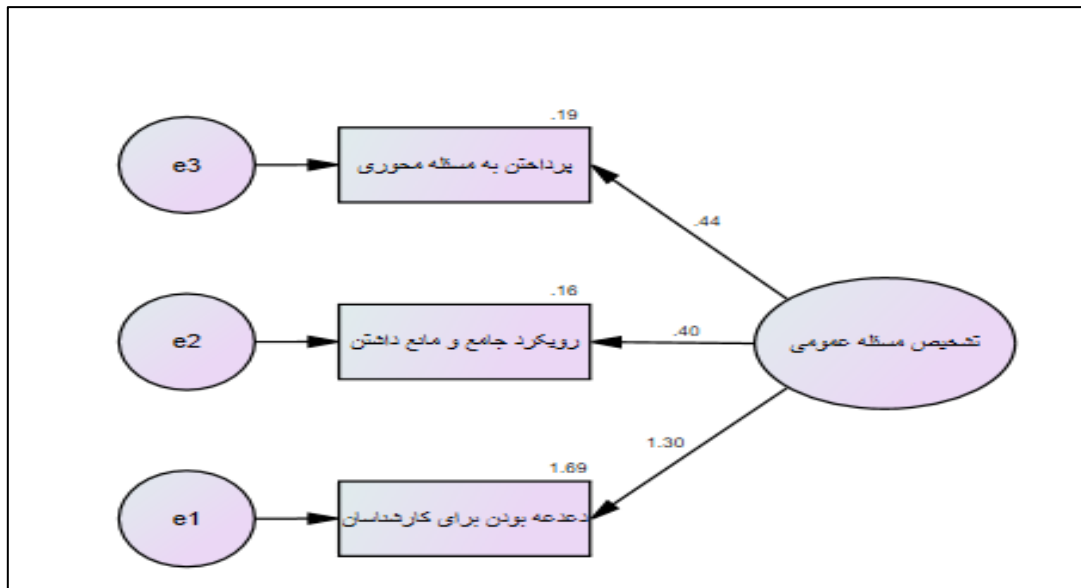 .19
پرداختن به مسئله محوری
e3
.44
.16
رویکرد جامع و مانع داشتن
e2
.40
تشخیص مسئله عمومی
1.30
1.69
دغدغه بودن برای کارشناسان
e1